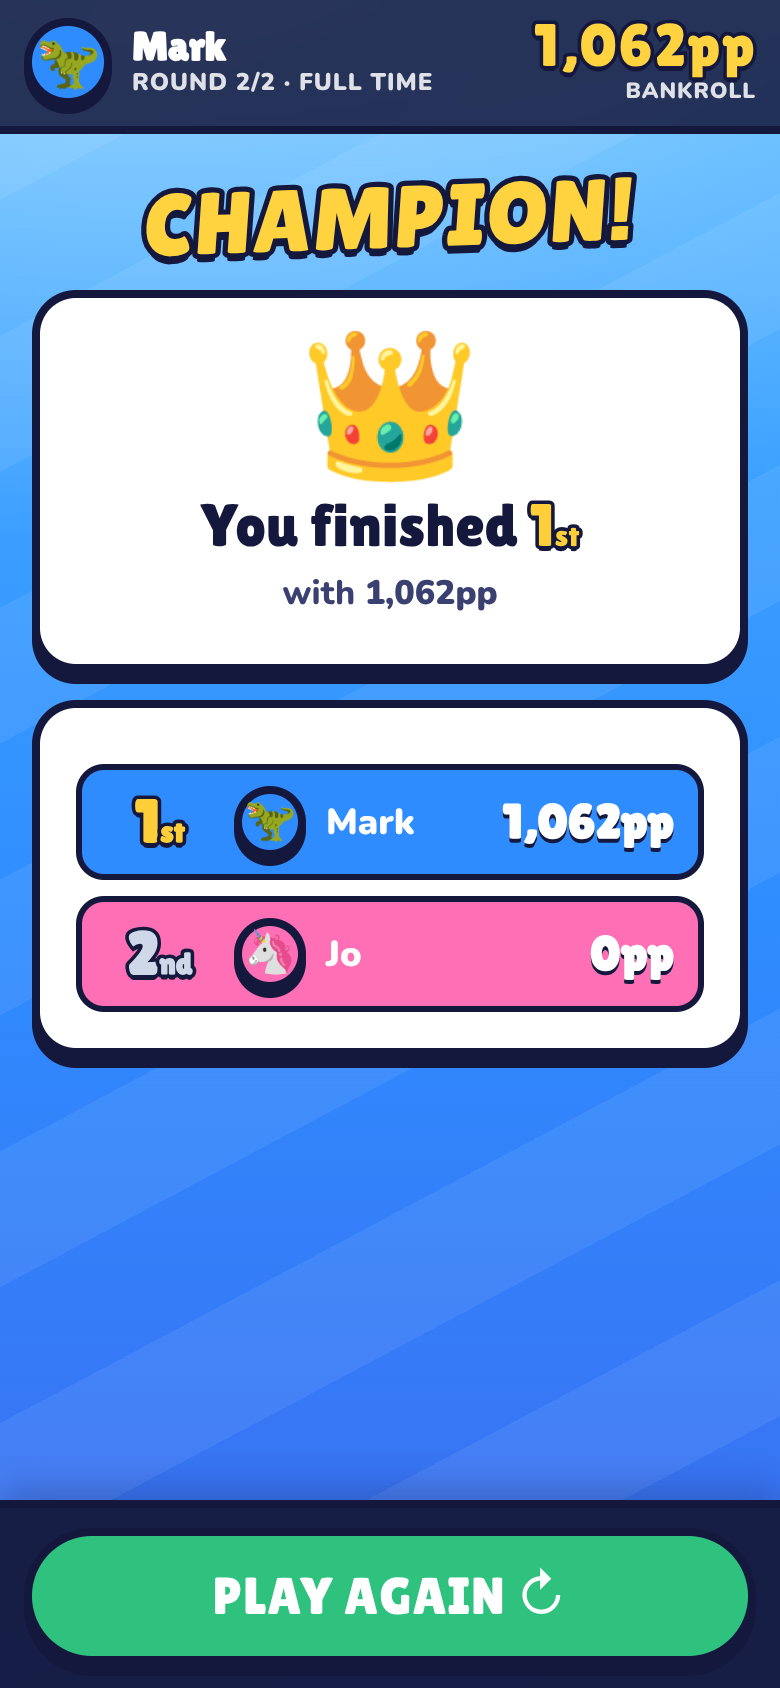 Mark
ROUND 2/2 · FULL TIME
1,062pp
BANKROLL
CHAMPION!
You finished 1st
with 1,062pp
1st Mark 1,062pp
2nd Jo 0pp
PLAY AGAIN ↻